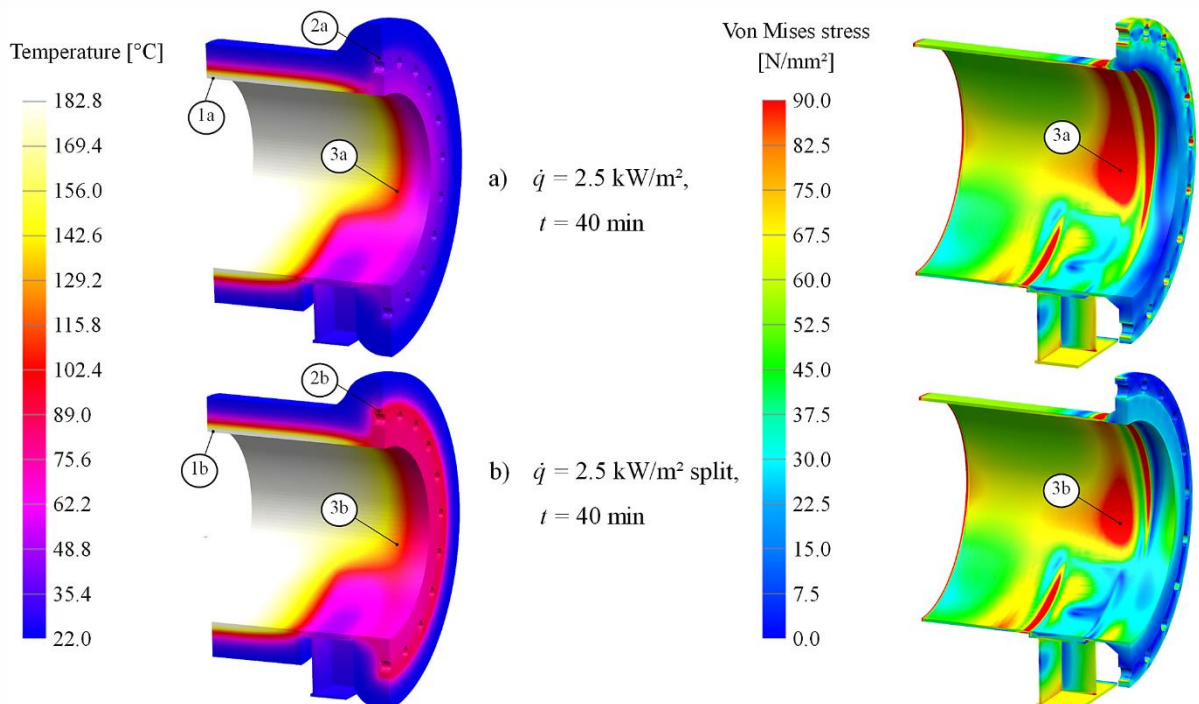 Temperature [°C]
182.8
169.4
156.0
142.6
129.2
115.8
102.4
89.0
75.6
62.2
48.8
35.4
22.0
2a
1a
3a
2b
1b
3b
a) q̇ = 2.5 kW/m²,
t = 40 min
b) q̇ = 2.5 kW/m² split,
t = 40 min
Von Mises stress
[N/mm²]
90.0
82.5
75.0
67.5
60.0
52.5
45.0
37.5
30.0
22.5
15.0
7.5
0.0
3a
3b